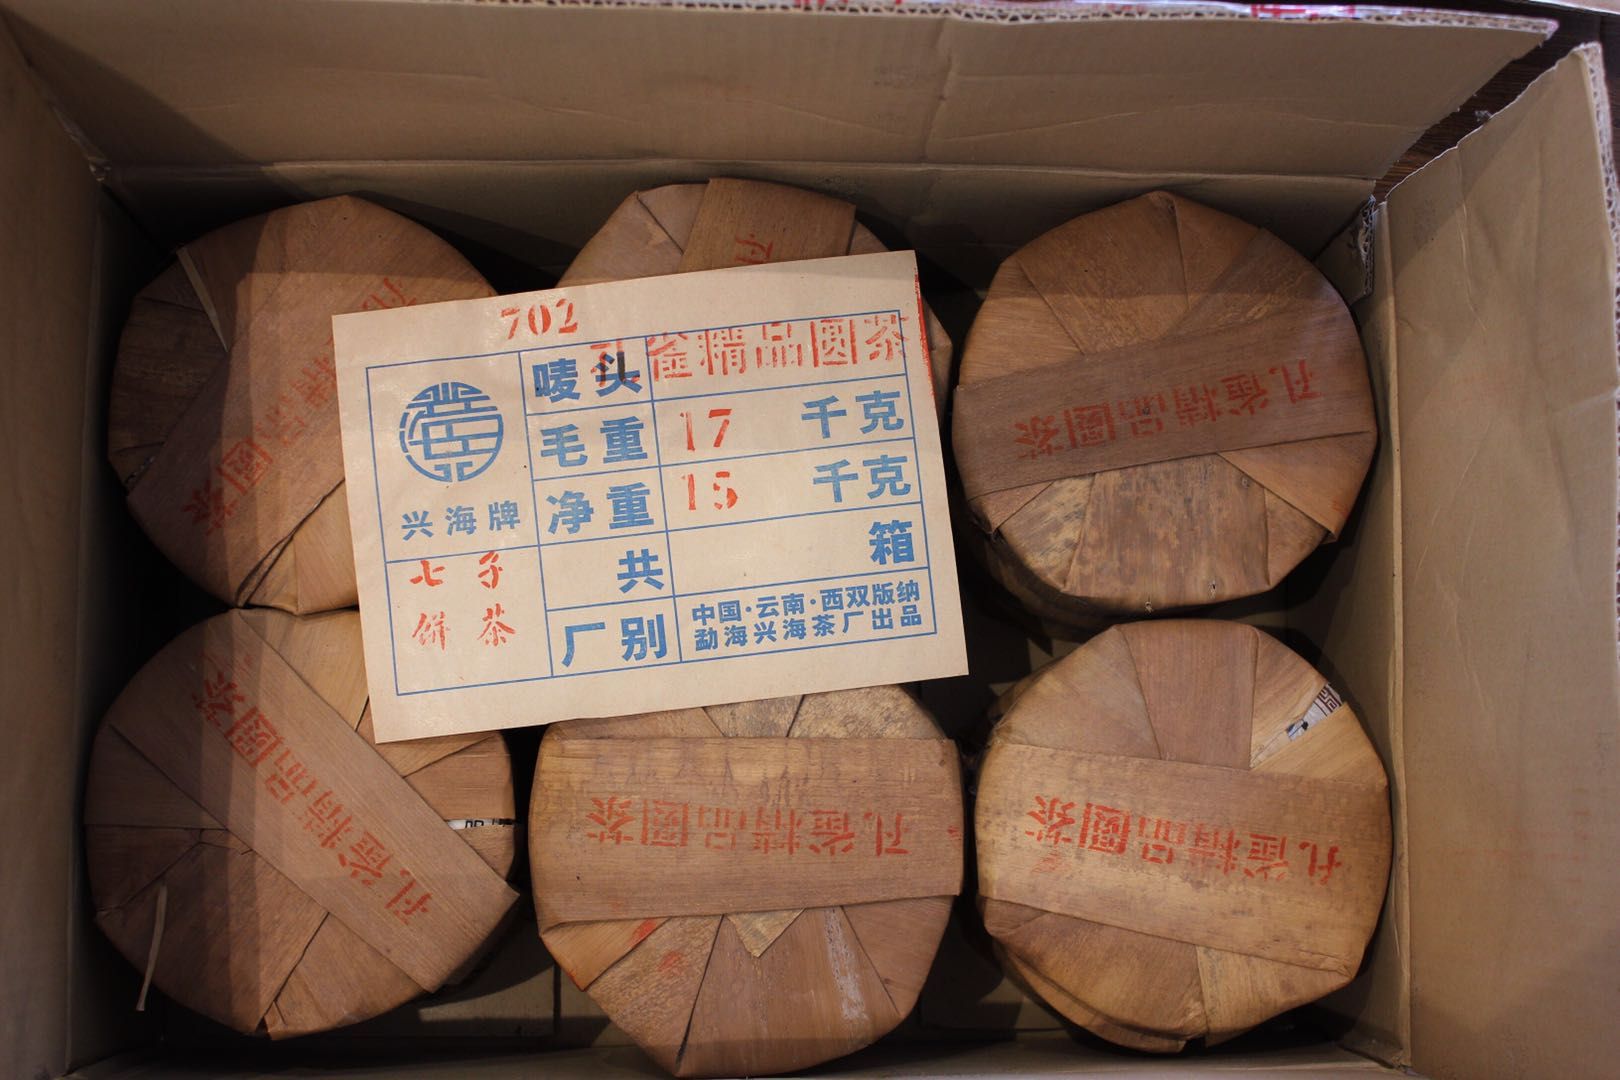 702
唛头 孔雀精品圆茶
毛重 17 千克
净重 15 千克
共 箱
厂别 中国·云南·西双版纳
勐海兴海茶厂出品
兴海牌
七子
饼茶
孔雀精品圆茶
孔
孔雀精品圆茶
孔雀精品圆茶
孔雀精品圆茶
孔雀精品圆茶